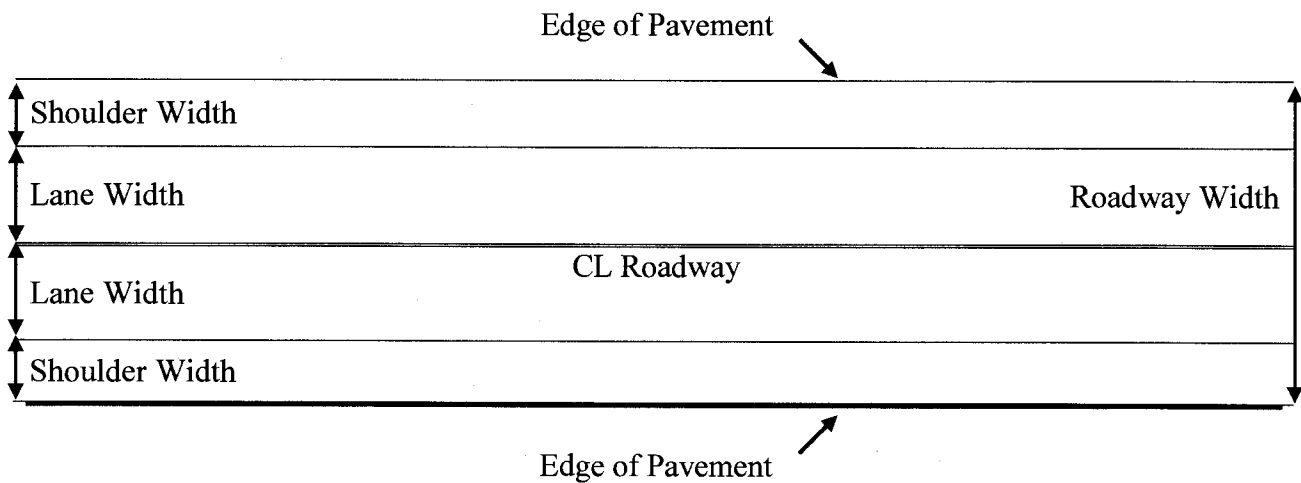 Edge of Pavement
Shoulder Width
Lane Width
Roadway Width
CL Roadway
Lane Width
Shoulder Width
Edge of Pavement